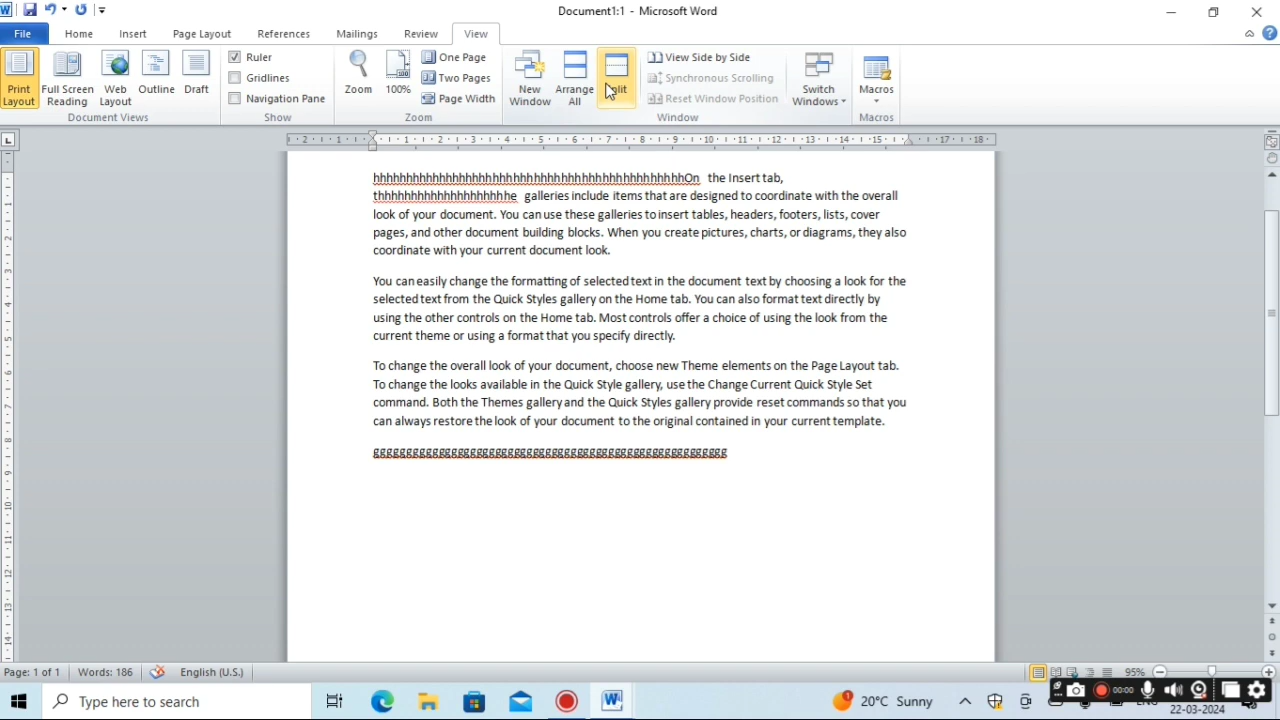 Document1:1 - Microsoft Word
File Home Insert Page Layout References Mailings Review View
Print Layout
Full Screen Reading
Web Layout
Outline
Draft
Document Views
Ruler
Gridlines
Navigation Pane
Show
Zoom
100%
One Page
Two Pages
Page Width
Zoom
New Window
Arrange All
View Side by Side
Synchronous Scrolling
Reset Window Position
Window
Switch Windows
Macros
Macros
the Insert tab,
galleries include items that are designed to coordinate with the overall
look of your document. You can use these galleries to insert tables, headers, footers, lists, cover
pages, and other document building blocks. When you create pictures, charts, or diagrams, they also
coordinate with your current document look.
You can easily change the formatting of selected text in the document text by choosing a look for the
selected text from the Quick Styles gallery on the Home tab. You can also format text directly by
using the other controls on the Home tab. Most controls offer a choice of using the look from the
current theme or using a format that you specify directly.
To change the overall look of your document, choose new Theme elements on the Page Layout tab.
To change the looks available in the Quick Style gallery, use the Change Current Quick Style Set
command. Both the Themes gallery and the Quick Styles gallery provide reset commands so that you
can always restore the look of your document to the original contained in your current template.
Page: 1 of 1 Words: 186 English (U.S.) 95%
Type here to search
20°C Sunny
00:00
22-03-2024